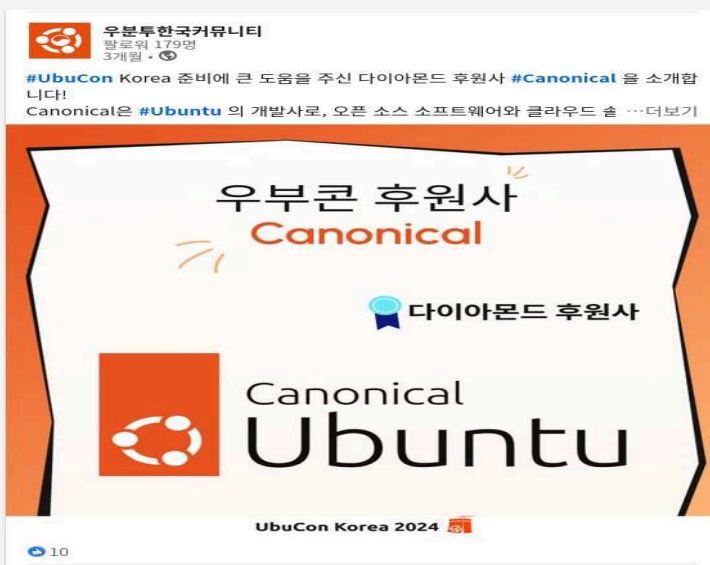 우분투한국커뮤니티
팔로워 179명
3개월 •
#UbuCon Korea 준비에 큰 도움을 주신 다이아몬드 후원사 #Canonical 을 소개합
니다!
Canonical은 #Ubuntu 의 개발사로, 오픈 소스 소프트웨어와 클라우드 솔 …더보기
우부콘 후원사
Canonical
다이아몬드 후원사
Canonical
Ubuntu
UbuCon Korea 2024
10